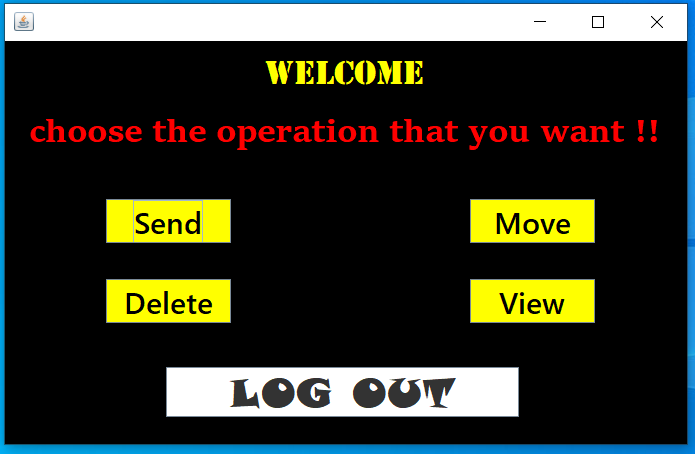 WELCOME
choose the operation that you want !!
Send
Move
Delete
View
LOG OUT